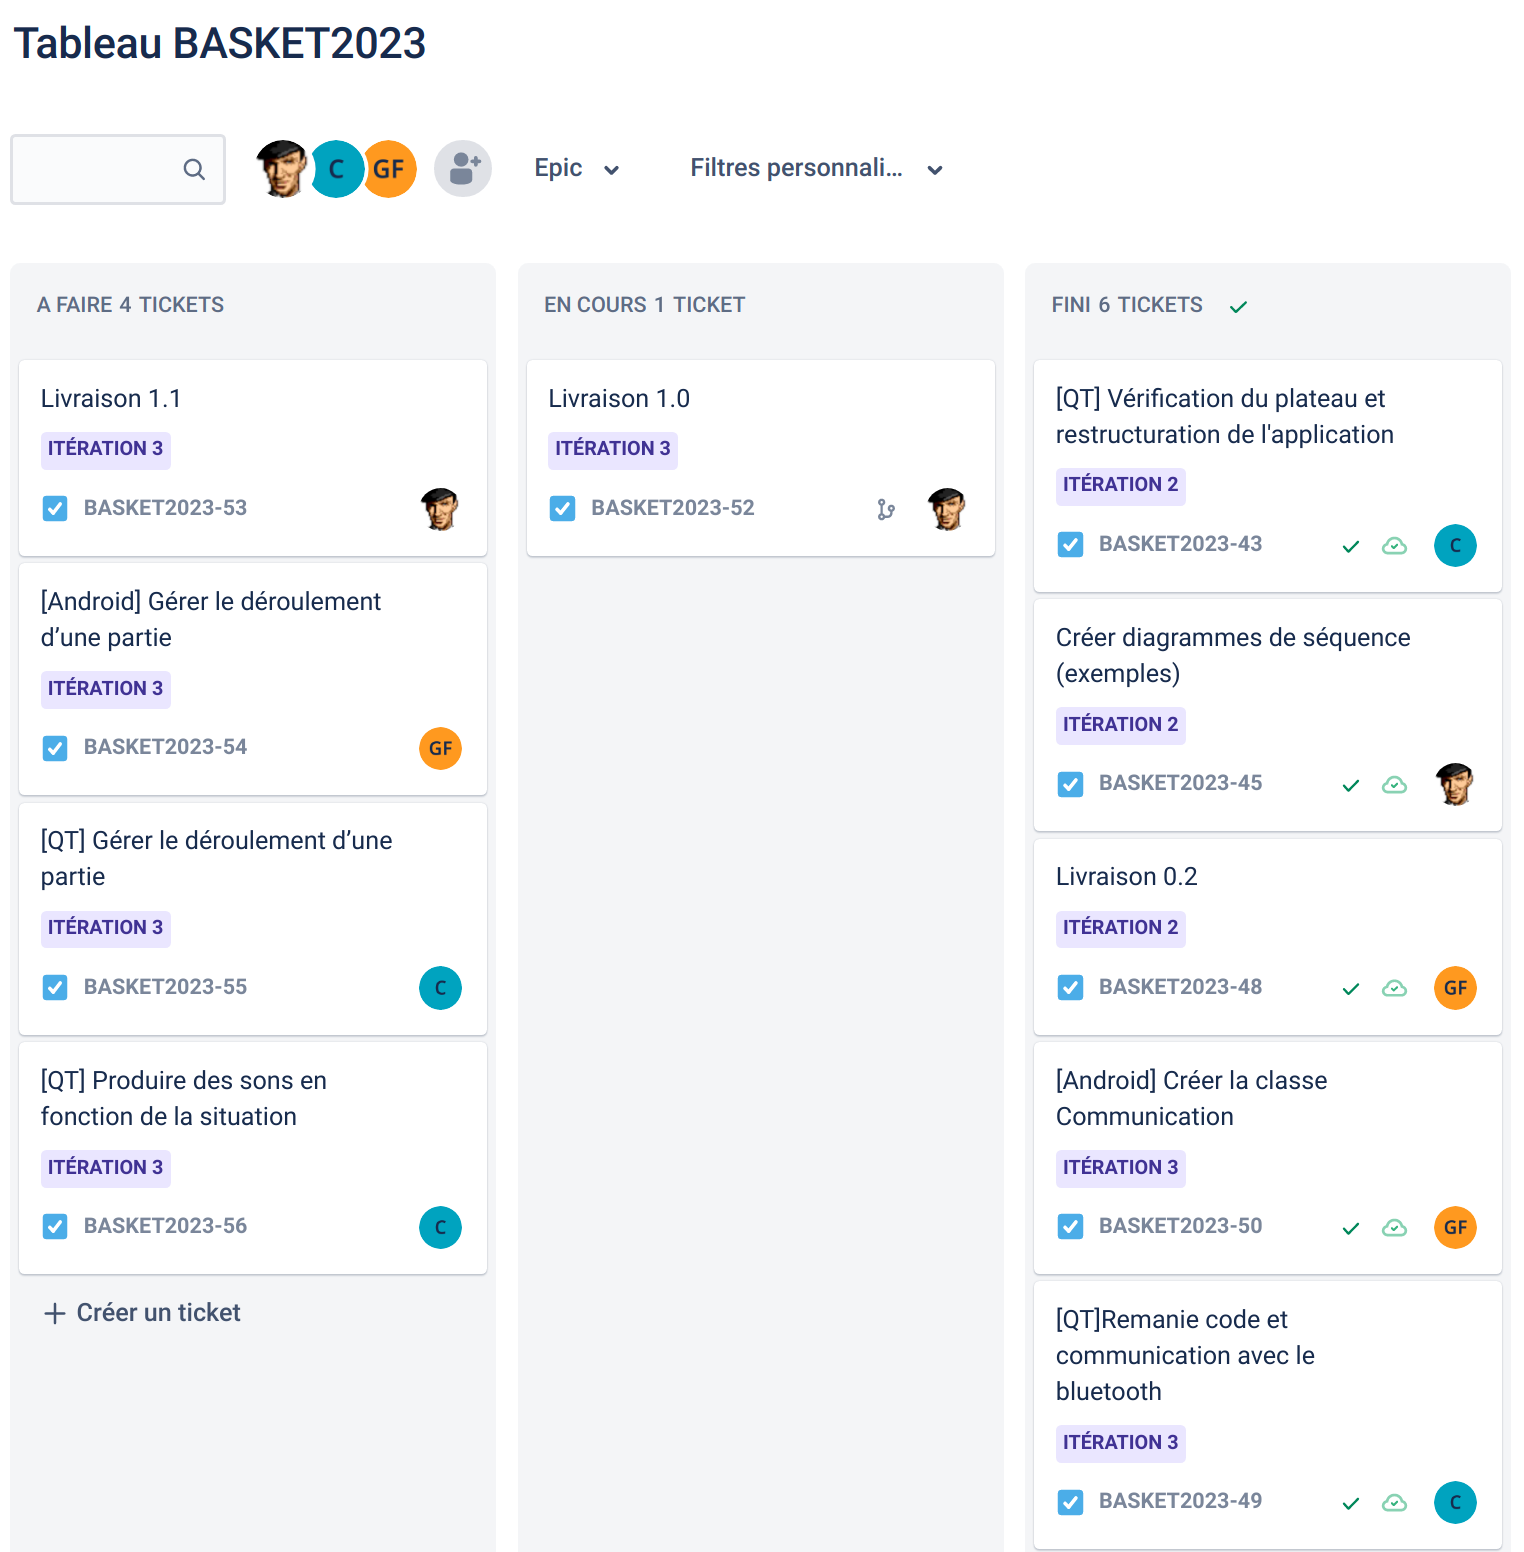 Tableau BASKET2023
C
GF
Epic
Filtres personnali...
A FAIRE 4 TICKETS
Livraison 1.1
ITÉRATION 3
BASKET2023-53
[Android] Gérer le déroulement
d’une partie
ITÉRATION 3
BASKET2023-54
GF
[QT] Gérer le déroulement d’une
partie
ITÉRATION 3
BASKET2023-55
C
[QT] Produire des sons en
fonction de la situation
ITÉRATION 3
BASKET2023-56
C
Créer un ticket
EN COURS 1 TICKET
Livraison 1.0
ITÉRATION 3
BASKET2023-52
FINI 6 TICKETS
[QT] Vérification du plateau et
restructuration de l'application
ITÉRATION 2
BASKET2023-43
C
Créer diagrammes de séquence
(exemples)
ITÉRATION 2
BASKET2023-45
Livraison 0.2
ITÉRATION 2
BASKET2023-48
GF
[Android] Créer la classe
Communication
ITÉRATION 3
BASKET2023-50
GF
[QT]Remanie code et
communication avec le
bluetooth
ITÉRATION 3
BASKET2023-49
C